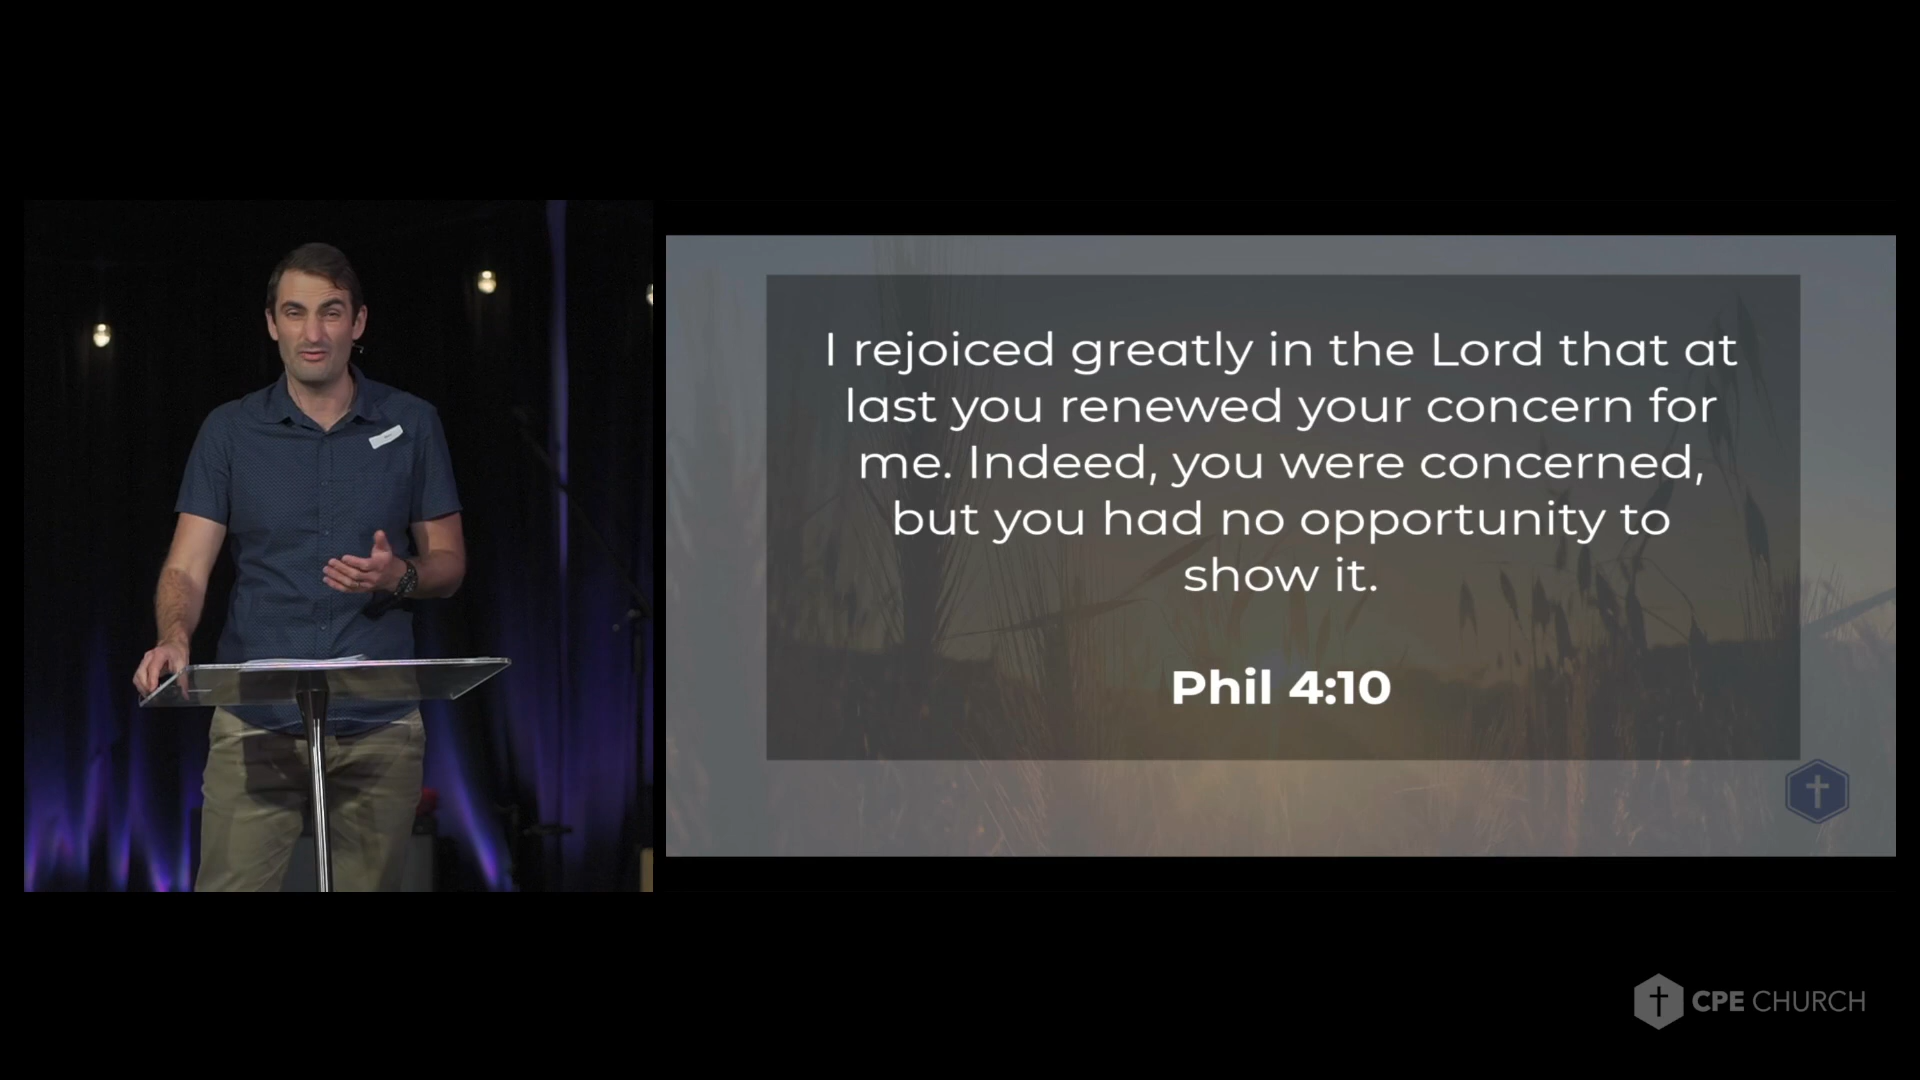 I rejoiced greatly in the Lord that at
last you renewed your concern for
me. Indeed, you were concerned,
but you had no opportunity to
show it.
Phil 4:10
CPE CHURCH